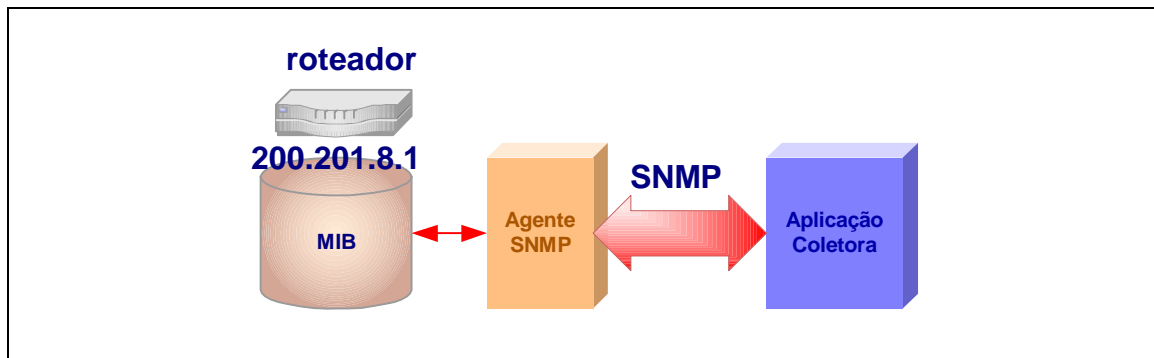 roteador
200.201.8.1
MIB
Agente
SNMP
SNMP
Aplicação
Coletora